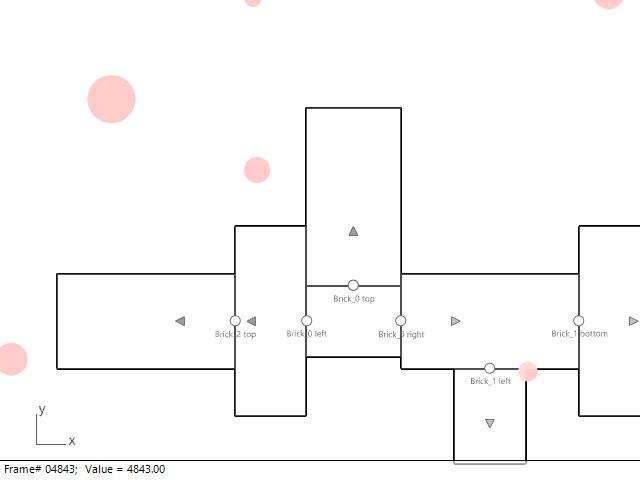 Brick_0 top
Brick_2 top
Brick_0 left
Brick_0 right
Brick_1 bottom
Brick_1 left
y
x
Frame# 04843; Value = 4843.00